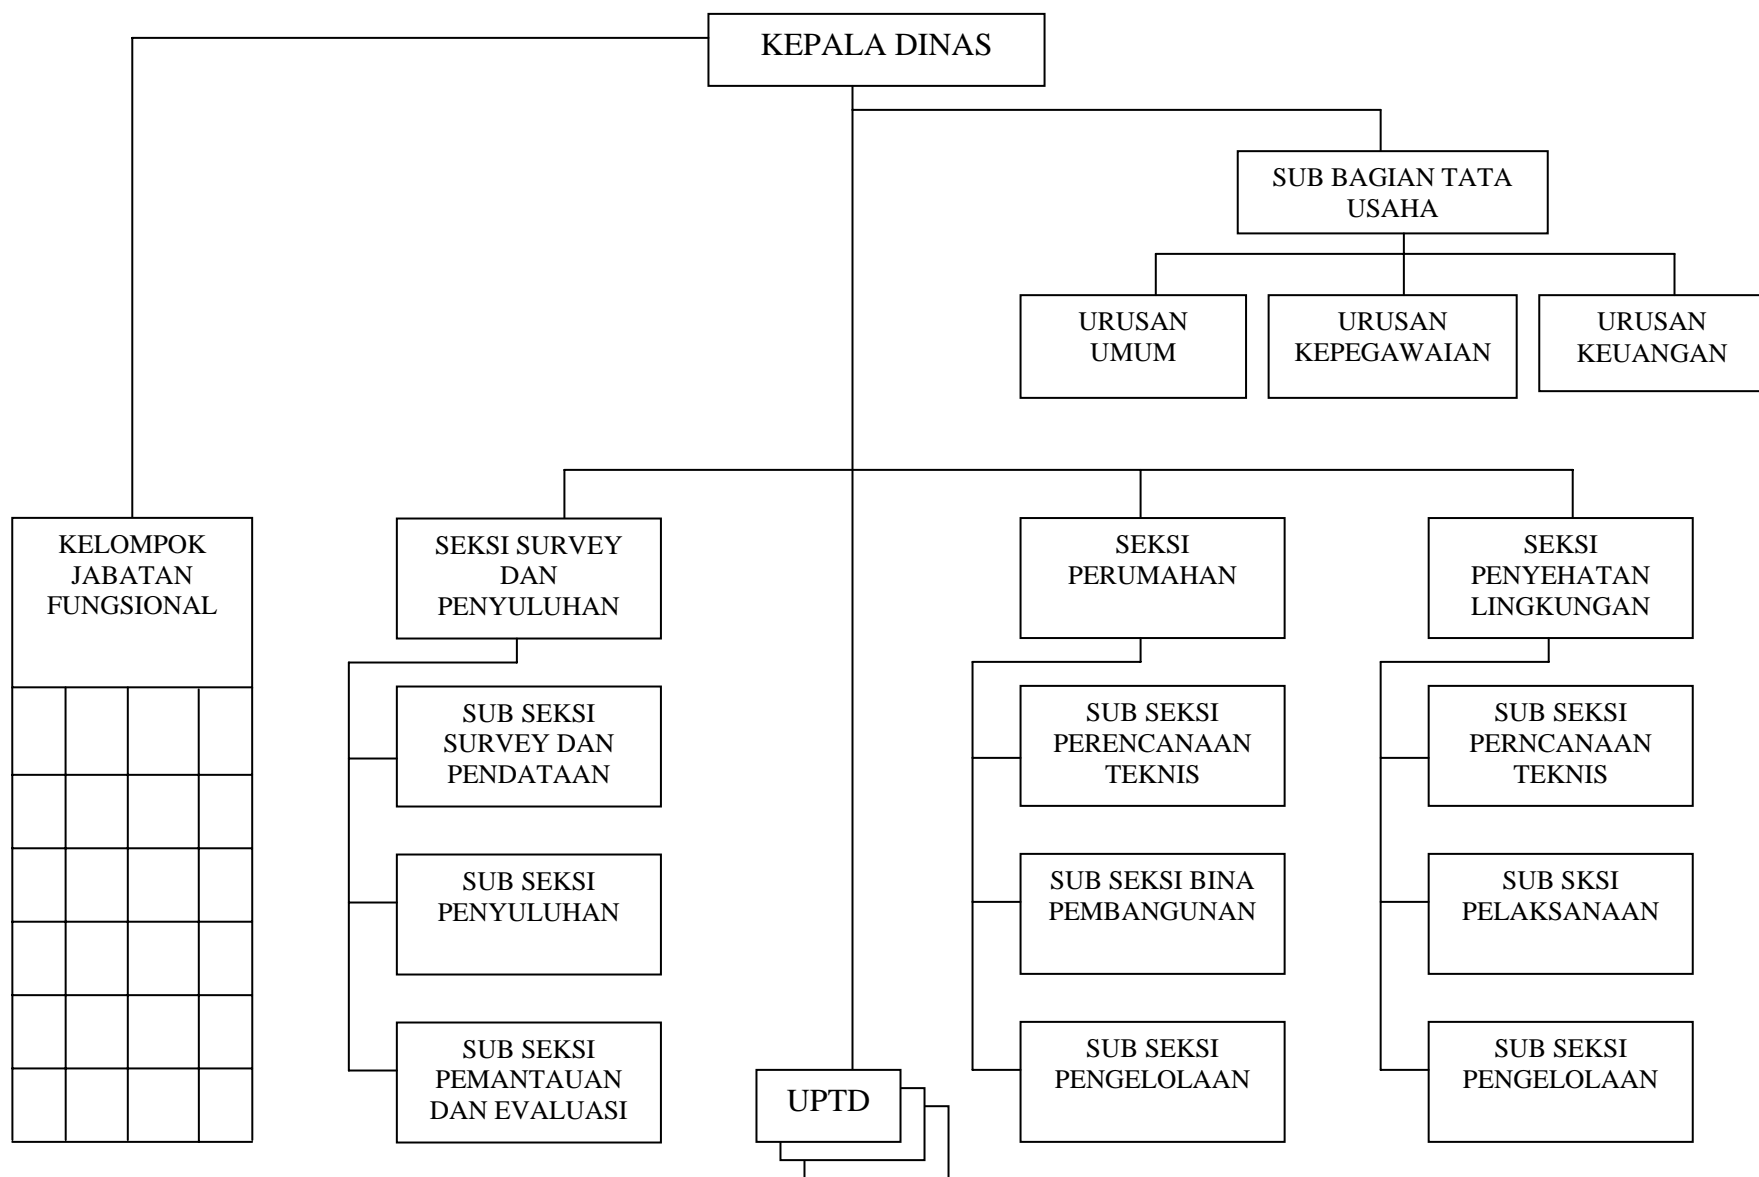 KEPALA DINAS
SUB BAGIAN TATA
USAHA
URUSAN
UMUM
URUSAN
KEPEGAWAIAN
URUSAN
KEUANGAN
KELOMPOK
JABATAN
FUNGSIONAL
SEKSI SURVEY
DAN
PENYULUHAN
SEKSI
PERUMAHAN
SEKSI
PENYEHATAN
LINGKUNGAN
SUB SEKSI
SURVEY DAN
PENDATAAN
SUB SEKSI
PERENCANAAN
TEKNIS
SUB SEKSI
PERNCANAAN
TEKNIS
SUB SEKSI
PENYULUHAN
SUB SEKSI BINA
PEMBANGUNAN
SUB SKSI
PELAKSANAAN
SUB SEKSI
PEMANTAUAN
DAN EVALUASI
UPTD
SUB SEKSI
PENGELOLAAN
SUB SEKSI
PENGELOLAAN